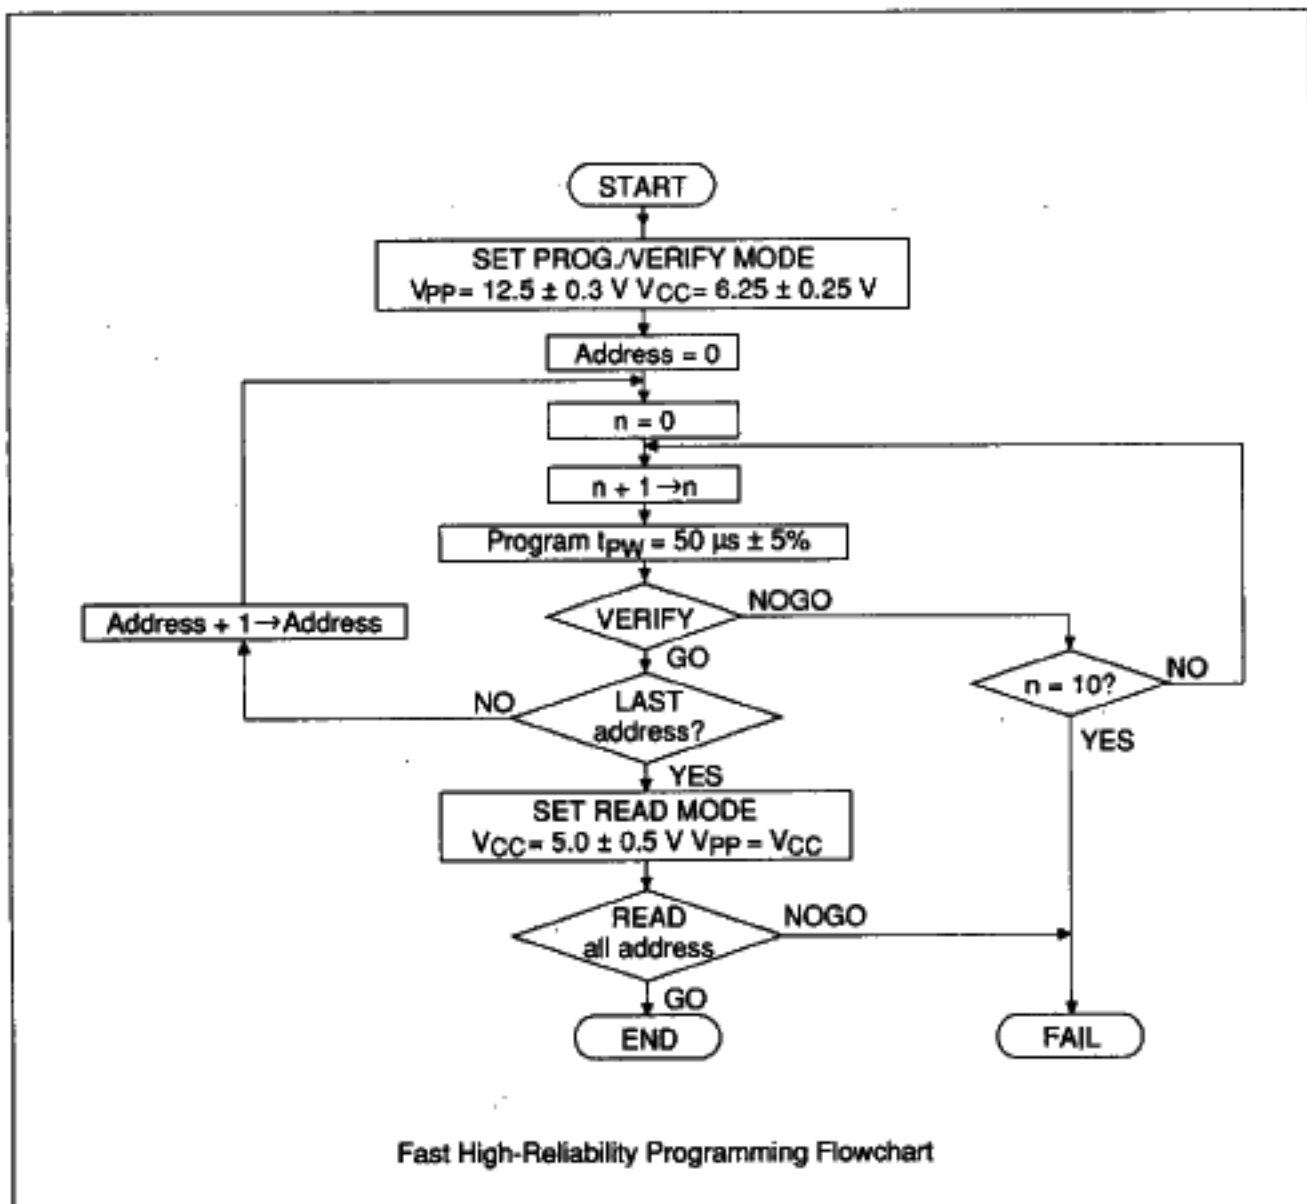 START
SET PROG./VERIFY MODE
VPP = 12.5 ± 0.3 V VCC = 6.25 ± 0.25 V
Address = 0
n = 0
n + 1 → n
Program tPW = 50 μs ± 5%
Address + 1 → Address
VERIFY
NOGO
GO
n = 10?
NO
YES
NO
LAST
address?
YES
SET READ MODE
VCC = 5.0 ± 0.5 V VPP = VCC
READ
all address
NOGO
GO
END
FAIL
Fast High-Reliability Programming Flowchart